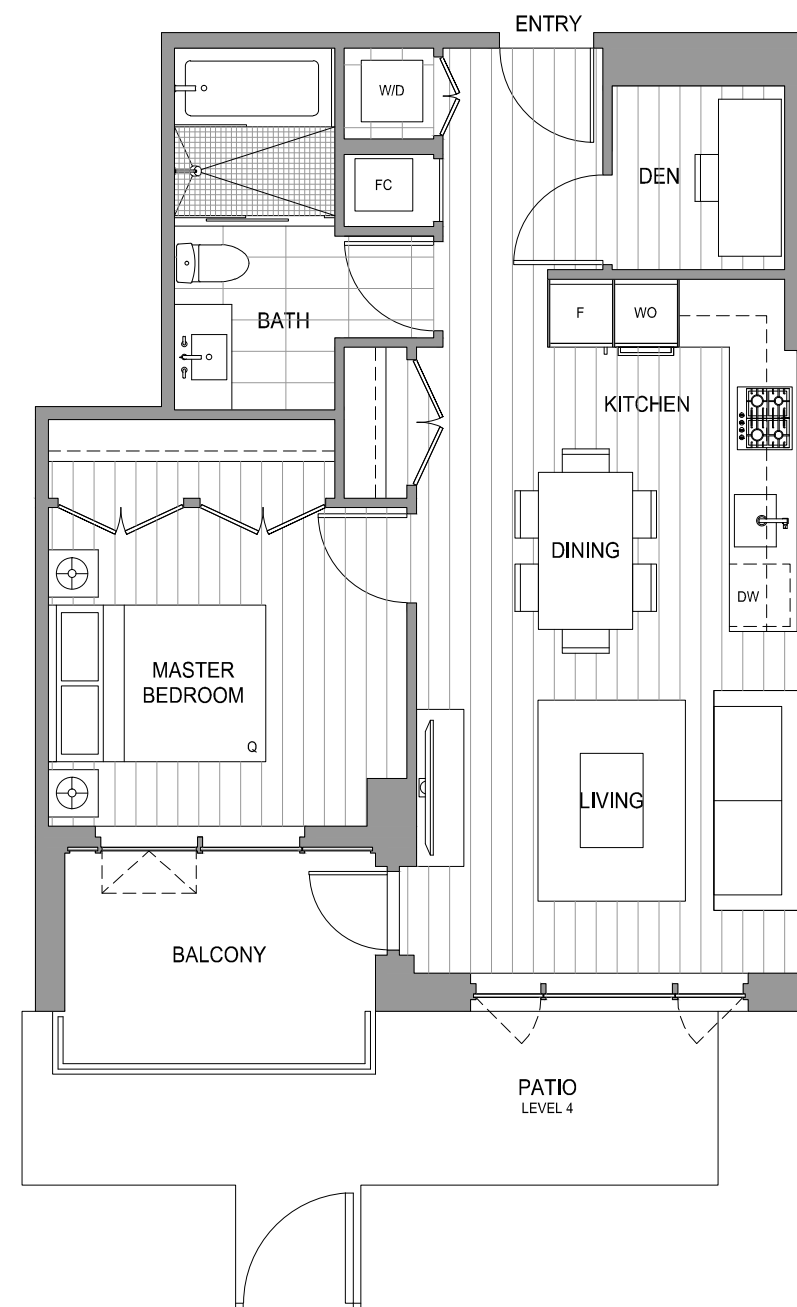 ENTRY
W/D
FC
DEN
BATH
F
WO
KITCHEN
DINING
DW
MASTER
BEDROOM
Q
LIVING
BALCONY
PATIO
LEVEL 4